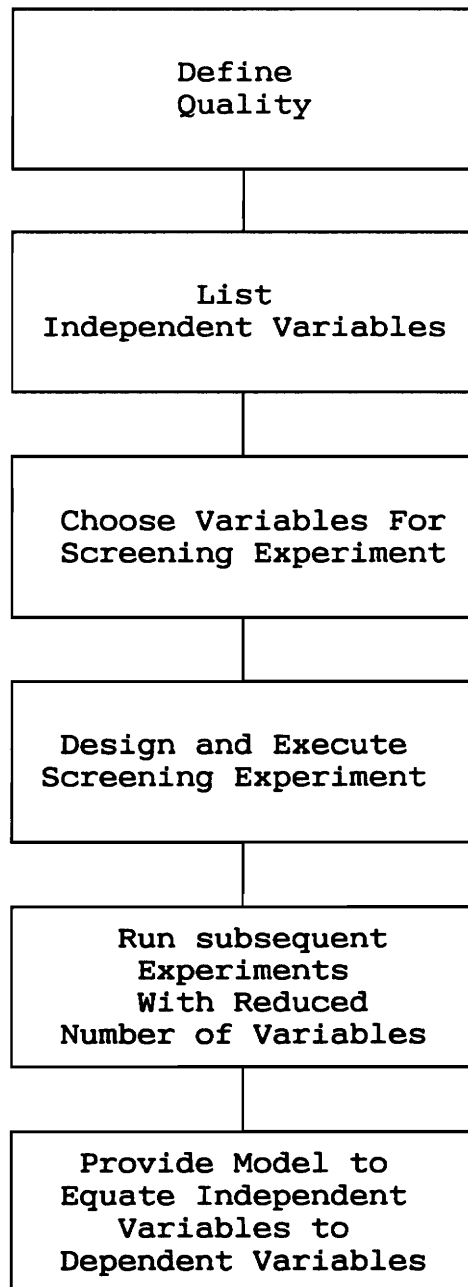 Define
Quality
List
Independent Variables
Choose Variables For
Screening Experiment
Design and Execute
Screening Experiment
Run subsequent
Experiments
With Reduced
Number of Variables
Provide Model to
Equate Independent
Variables to
Dependent Variables